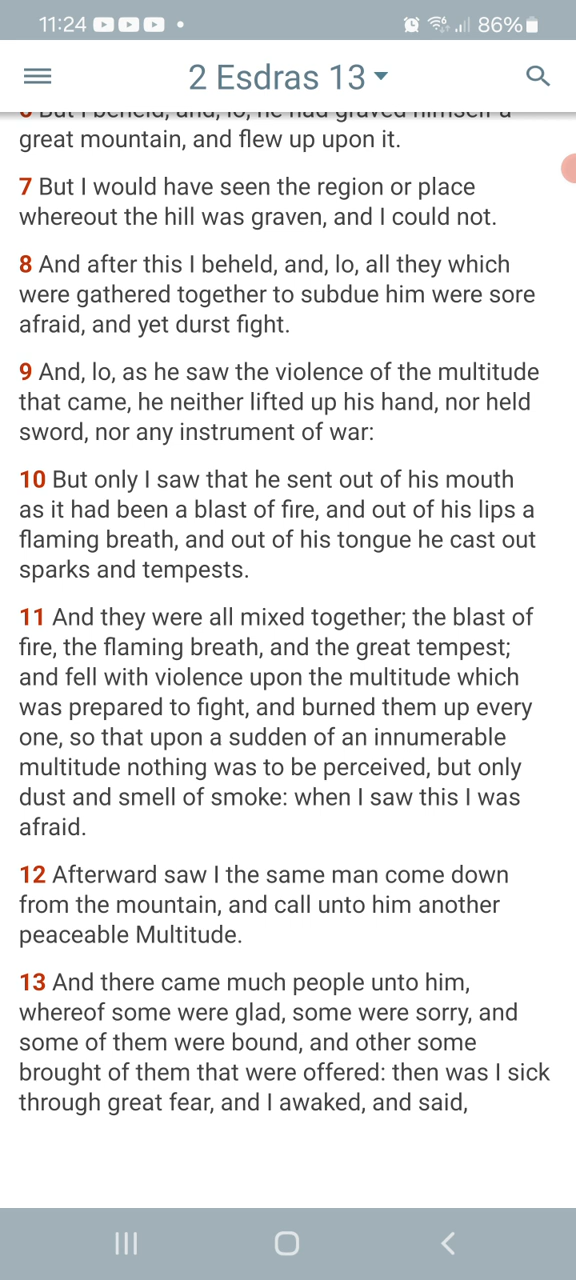 11:24
86%
2 Esdras 13
6 But I beheld, and, lo, he had graved himself a
great mountain, and flew up upon it.
7 But I would have seen the region or place
whereout the hill was graven, and I could not.
8 And after this I beheld, and, lo, all they which
were gathered together to subdue him were sore
afraid, and yet durst fight.
9 And, lo, as he saw the violence of the multitude
that came, he neither lifted up his hand, nor held
sword, nor any instrument of war:
10 But only I saw that he sent out of his mouth
as it had been a blast of fire, and out of his lips a
flaming breath, and out of his tongue he cast out
sparks and tempests.
11 And they were all mixed together; the blast of
fire, the flaming breath, and the great tempest;
and fell with violence upon the multitude which
was prepared to fight, and burned them up every
one, so that upon a sudden of an innumerable
multitude nothing was to be perceived, but only
dust and smell of smoke: when I saw this I was
afraid.
12 Afterward saw I the same man come down
from the mountain, and call unto him another
peaceable Multitude.
13 And there came much people unto him,
whereof some were glad, some were sorry, and
some of them were bound, and other some
brought of them that were offered: then was I sick
through great fear, and I awaked, and said,